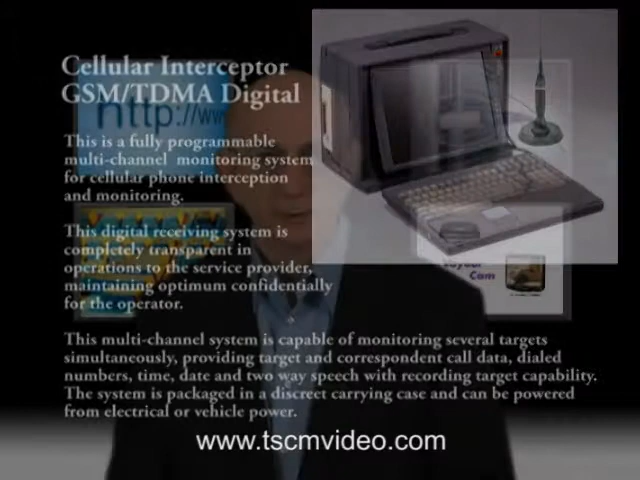 Cellular Interceptor
GSM/TDMA Digital
http://ww
This is a fully programmable
multi-channel monitoring system
for cellular phone interception
and monitoring.
This digital receiving system is
completely transparent in
operations to the service provider,
maintaining optimum confidentially
for the operator.
Cam
This multi-channel system is capable of monitoring several targets
simultaneously, providing target and correspondent call data, dialed
numbers, time, date and two way speech with recording target capability.
The system is packaged in a discreet carrying case and can be powered
from electrical or vehicle power.
www.tscmvideo.com